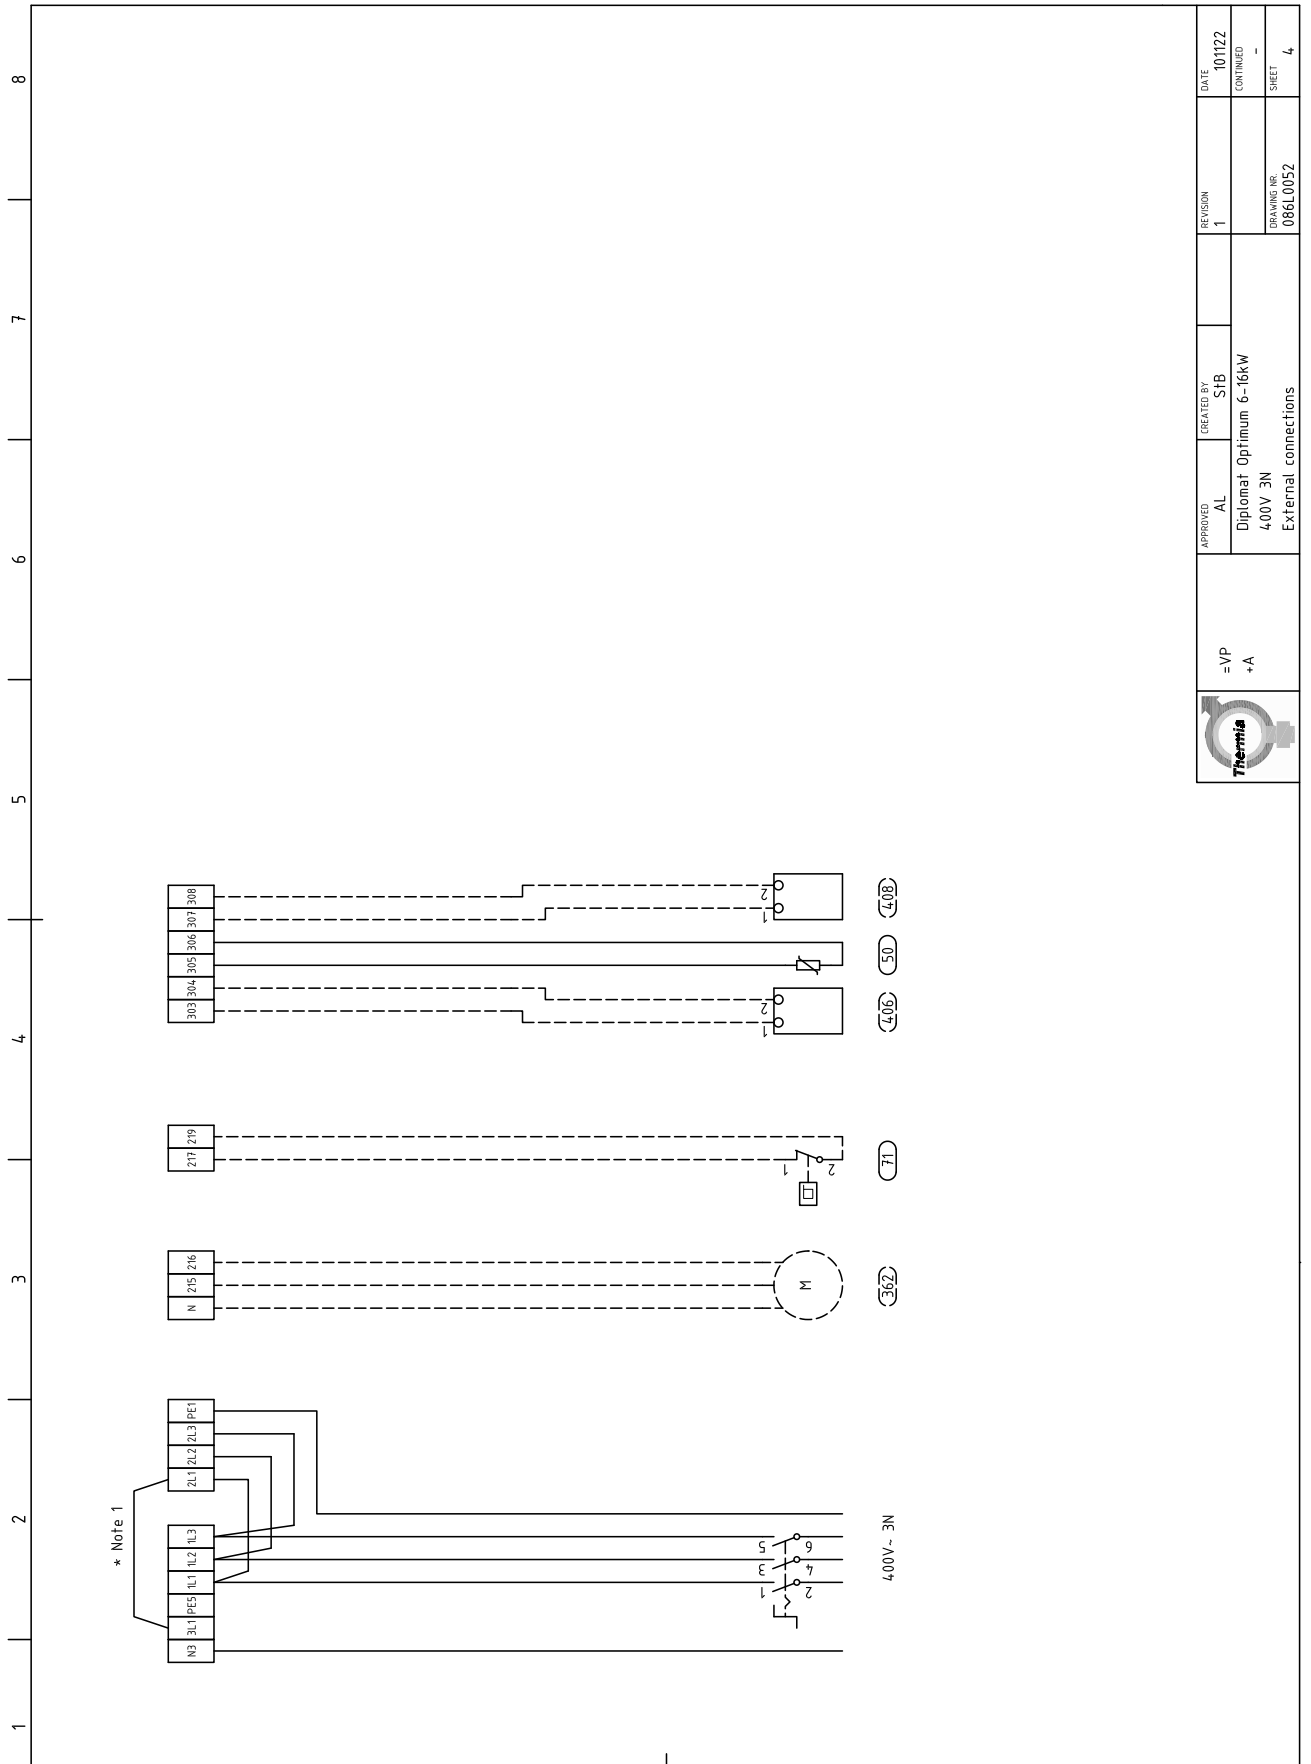 1
2
3
4
5
6
7
8
* Note 1
N3 3L1 PE5 1L1 1L2 1L3
2L1 2L2 2L3 PE1
N 215 216
217 219
303 304 305 306 307 308
1 3 5
2 4 6
M
1
2
1 2
1 2
400V~ 3N
362
71
406
50
408
Thermia
=VP
+A
APPROVED
AL
CREATED BY
StB
REVISION
1
DATE
101122
Diplomat Optimum 6-16kW
400V 3N
External connections
CONTINUED
-
DRAWING NR.
086L0052
SHEET
4